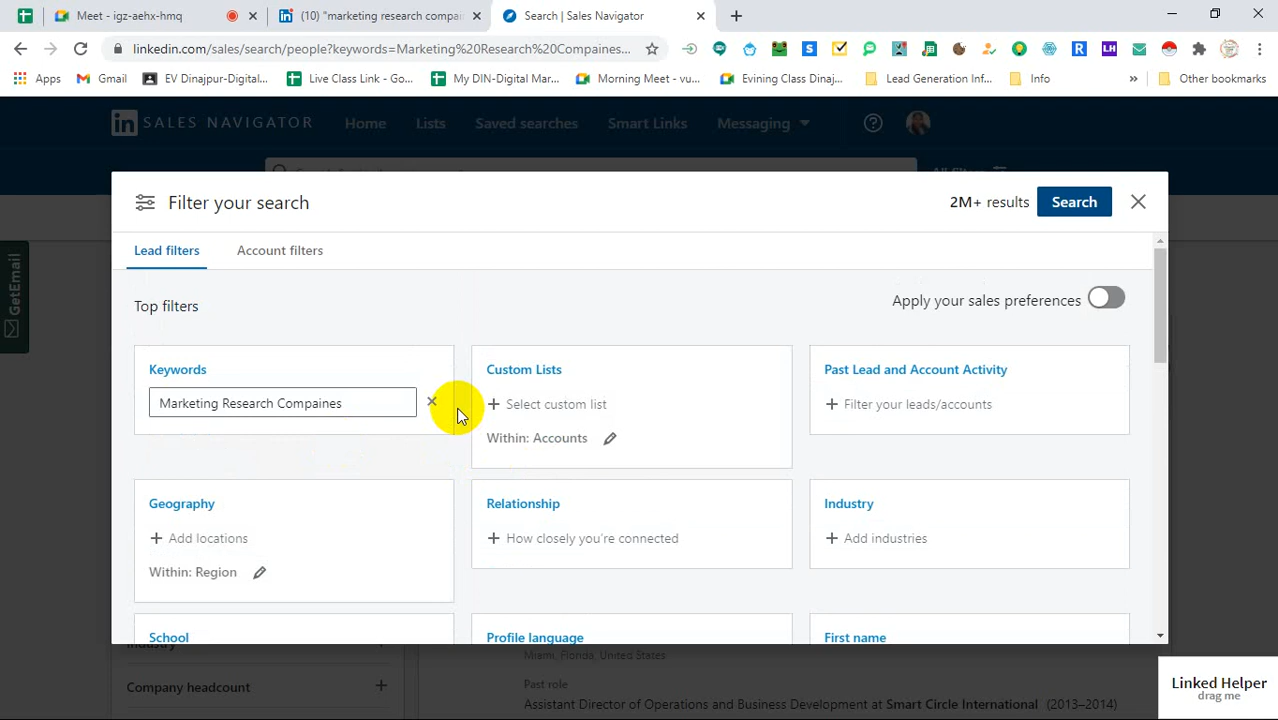 Meet - igz-aehx-hmq
(10) "marketing research compa
Search | Sales Navigator
linkedin.com/sales/search/people?keywords=Marketing%20Research%20Compaines...
Apps
Gmail
EV Dinajpur-Digital...
Live Class Link - Go...
My DIN-Digital Mar...
Morning Meet - vu...
Evining Class Dinaj...
Lead Generation Inf...
Info
Other bookmarks
in SALES NAVIGATOR
Home
Lists
Saved searches
Smart Links
Messaging
Filter your search
2M+ results
Search
Lead filters
Account filters
Top filters
Apply your sales preferences
Keywords
Custom Lists
Past Lead and Account Activity
Marketing Research Compaines
+ Select custom list
+ Filter your leads/accounts
Within: Accounts
Geography
Relationship
Industry
+ Add locations
+ How closely you're connected
+ Add industries
Within: Region
School
Profile language
First name
GetEmail
Industry
Miami, Florida, United States
Company headcount
Past role
Assistant Director of Operations and Business Development at Smart Circle International (2013–2014)
Linked Helper
drag me